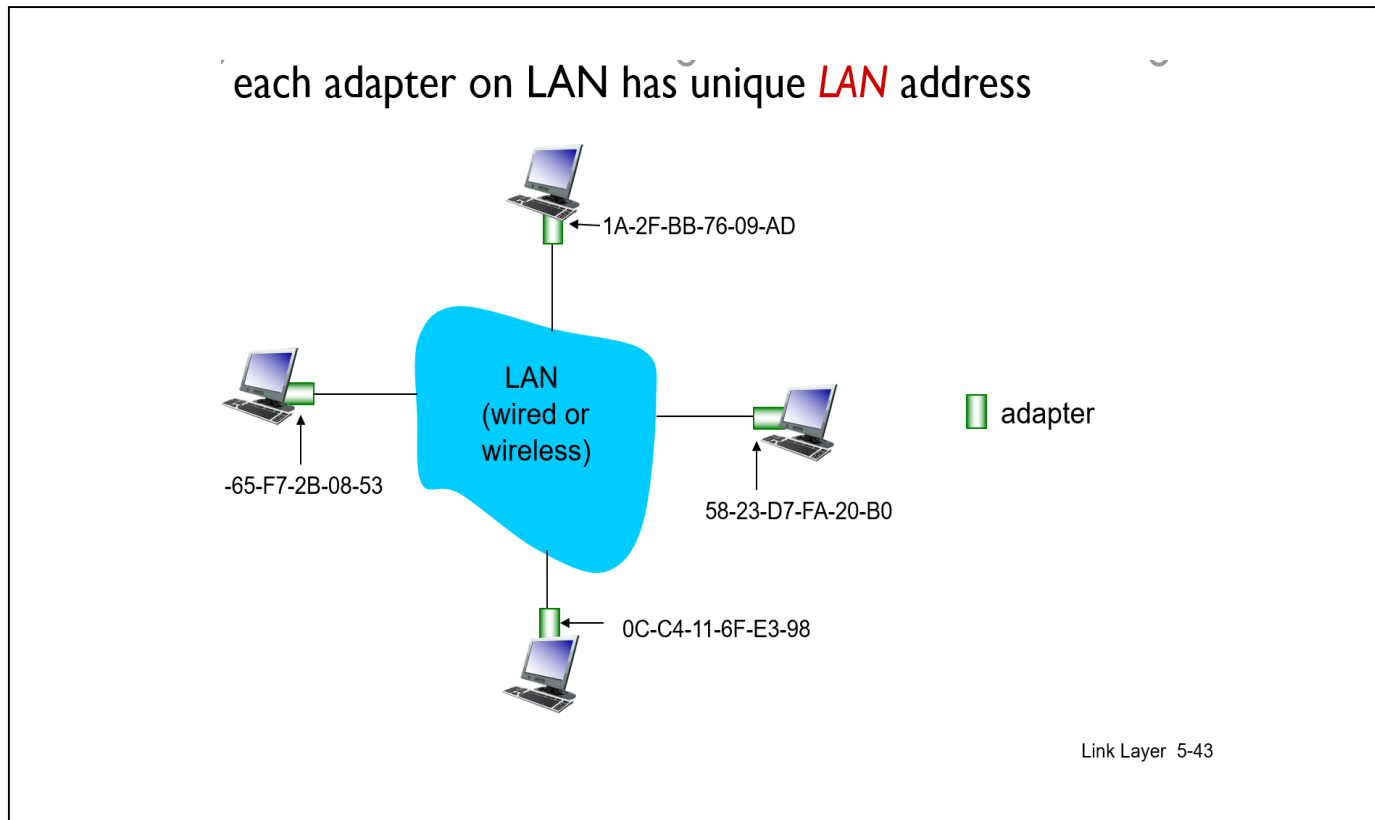 each adapter on LAN has unique LAN address
1A-2F-BB-76-09-AD
LAN
(wired or
wireless)
adapter
-65-F7-2B-08-53
58-23-D7-FA-20-B0
0C-C4-11-6F-E3-98
Link Layer 5-43